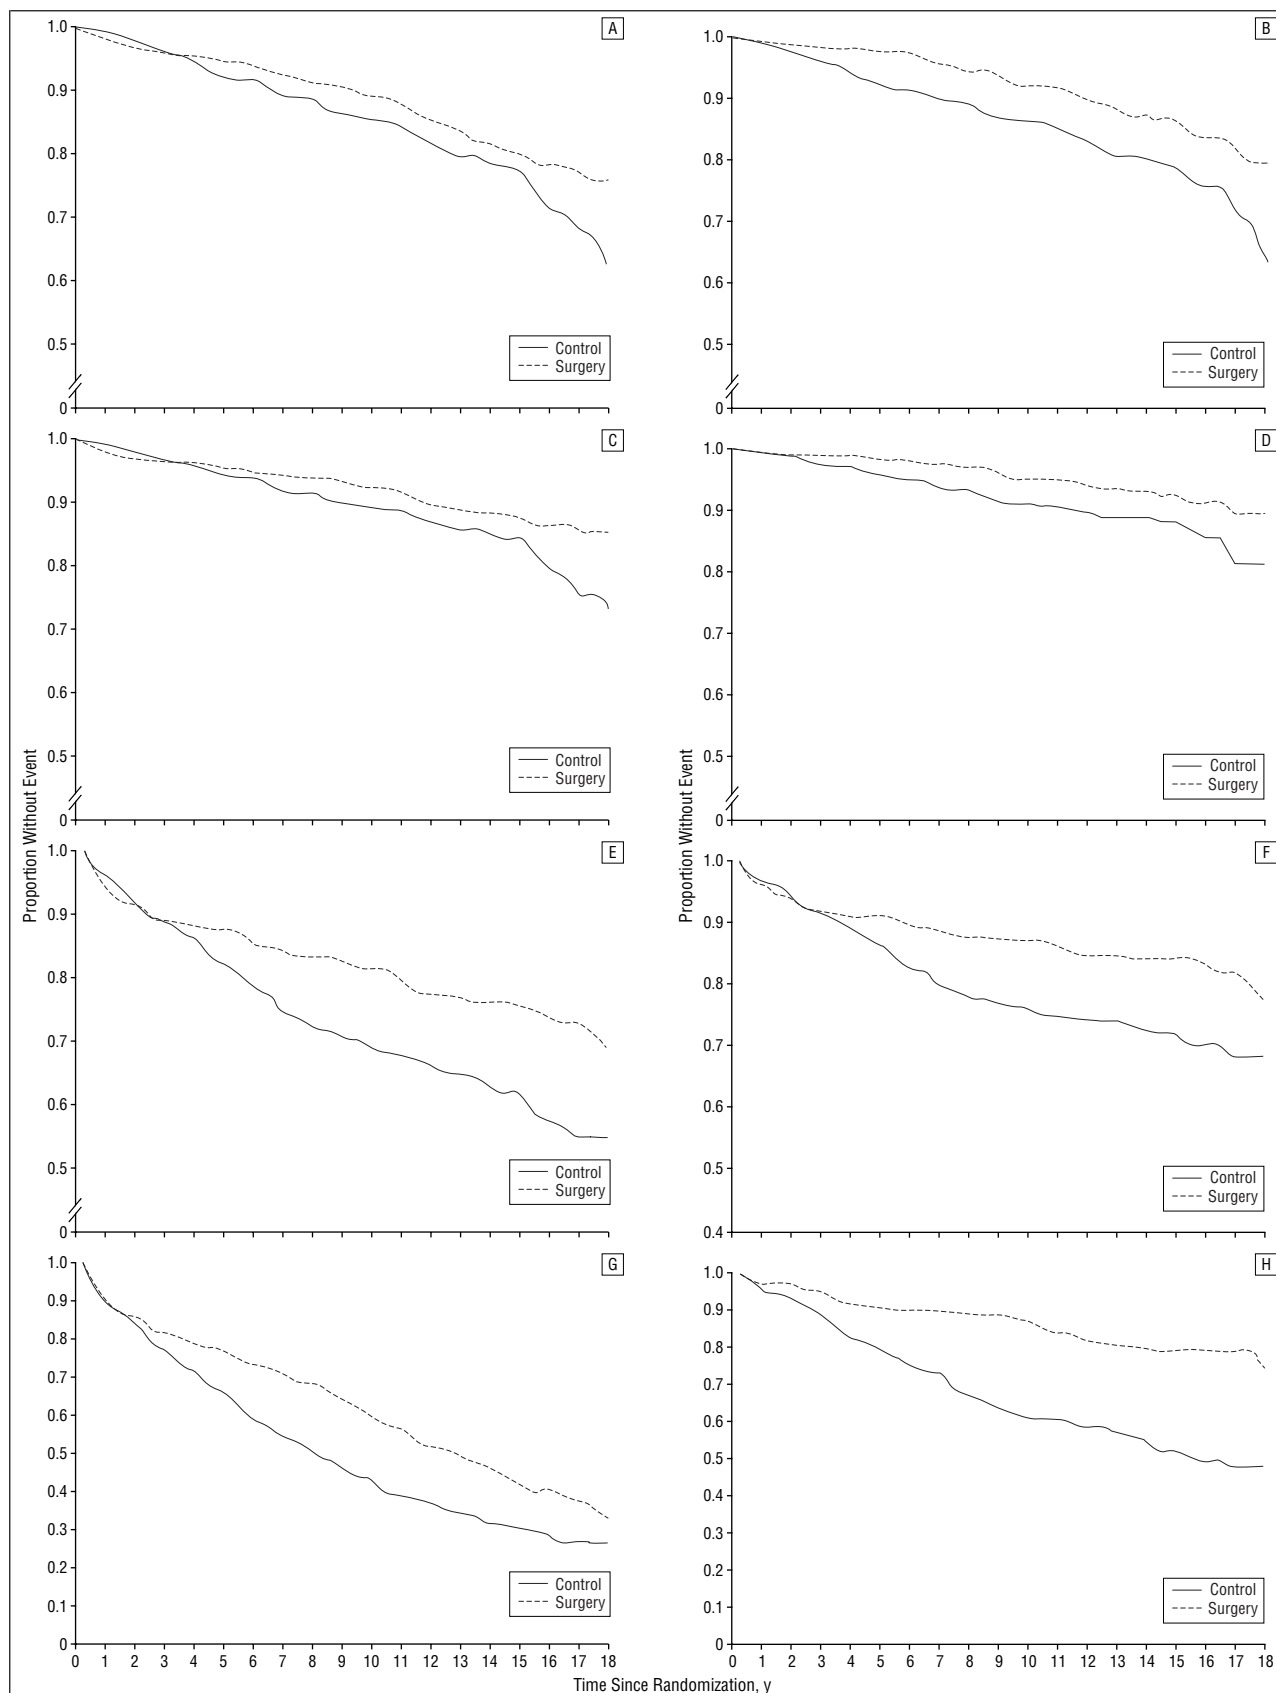 1.0
0.9
0.8
0.7
0.6
0.5
0
A
Control
Surgery
1.0
0.9
0.8
0.7
0.6
0.5
0
B
Control
Surgery
1.0
0.9
0.8
0.7
0.6
0.5
0
C
Control
Surgery
1.0
0.9
0.8
0.7
0.6
0.5
0
D
Control
Surgery
Proportion Without Event
Proportion Without Event
1.0
0.9
0.8
0.7
0.6
0.5
0
E
Control
Surgery
1.0
0.9
0.8
0.7
0.6
0.5
0.4
F
Control
Surgery
1.0
0.9
0.8
0.7
0.6
0.5
0.4
0.3
0.2
0.1
0
G
Control
Surgery
0 1 2 3 4 5 6 7 8 9 10 11 12 13 14 15 16 17 18
1.0
0.9
0.8
0.7
0.6
0.5
0.4
0.3
0.2
0.1
0
H
Control
Surgery
0 1 2 3 4 5 6 7 8 9 10 11 12 13 14 15 16 17 18
Time Since Randomization, y